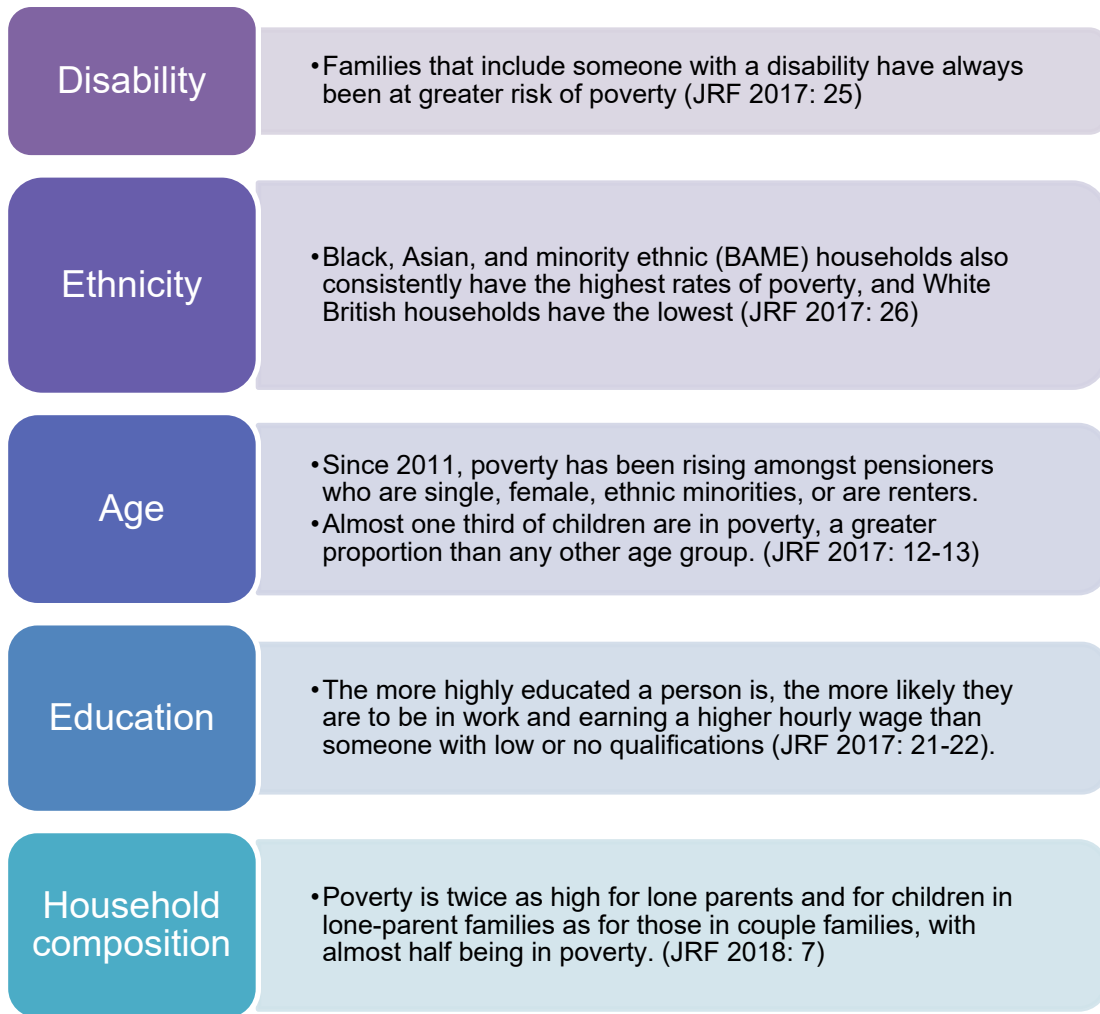 Disability
•Families that include someone with a disability have always
been at greater risk of poverty (JRF 2017: 25)
Ethnicity
•Black, Asian, and minority ethnic (BAME) households also
consistently have the highest rates of poverty, and White
British households have the lowest (JRF 2017: 26)
Age
•Since 2011, poverty has been rising amongst pensioners
who are single, female, ethnic minorities, or are renters.
•Almost one third of children are in poverty, a greater
proportion than any other age group. (JRF 2017: 12-13)
Education
•The more highly educated a person is, the more likely they
are to be in work and earning a higher hourly wage than
someone with low or no qualifications (JRF 2017: 21-22).
Household
composition
•Poverty is twice as high for lone parents and for children in
lone-parent families as for those in couple families, with
almost half being in poverty. (JRF 2018: 7)